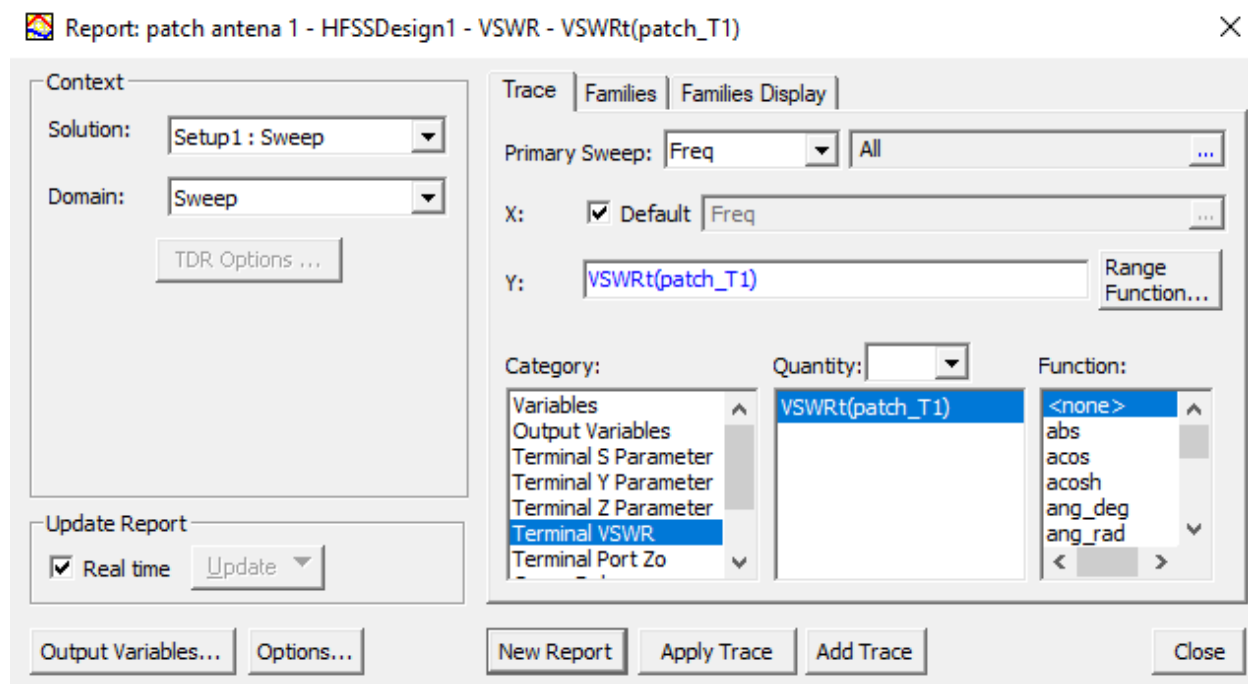 Report: patch antena 1 - HFSSDesign1 - VSWR - VSWRt(patch_T1)
Context
Solution: Setup1 : Sweep
Domain: Sweep
TDR Options ...
Update Report
Real time Update
Output Variables... Options...
Trace Families Families Display
Primary Sweep: Freq All ...
X: Default Freq ...
Y: VSWRt(patch_T1) Range
Function...
Category: Quantity: Function:
Variables VSWRt(patch_T1) <none>
Output Variables abs
Terminal S Parameter acos
Terminal Y Parameter acosh
Terminal Z Parameter ang_deg
Terminal VSWR ang_rad
Terminal Port Zo
New Report Apply Trace Add Trace Close